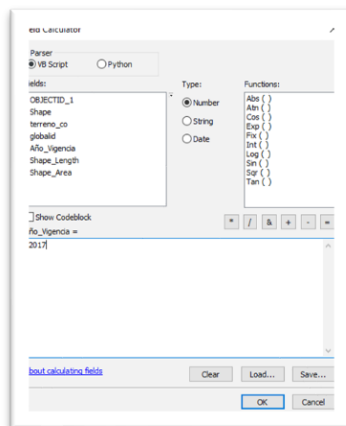 eld Calculator
Parser
VB Script Python
ields:
Type:
Functions:
OBJECTID_1
Shape
terreno_co
globalid
Año_Vigencia
Shape_Length
Shape_Area
Number
String
Date
Abs ( )
Atn ( )
Cos ( )
Exp ( )
Fix ( )
Int ( )
Log ( )
Sin ( )
Sqr ( )
Tan ( )
Show Codeblock
* / & + - =
ño_Vigencia =
2017
bout calculating fields
Clear Load... Save...
OK Cancel